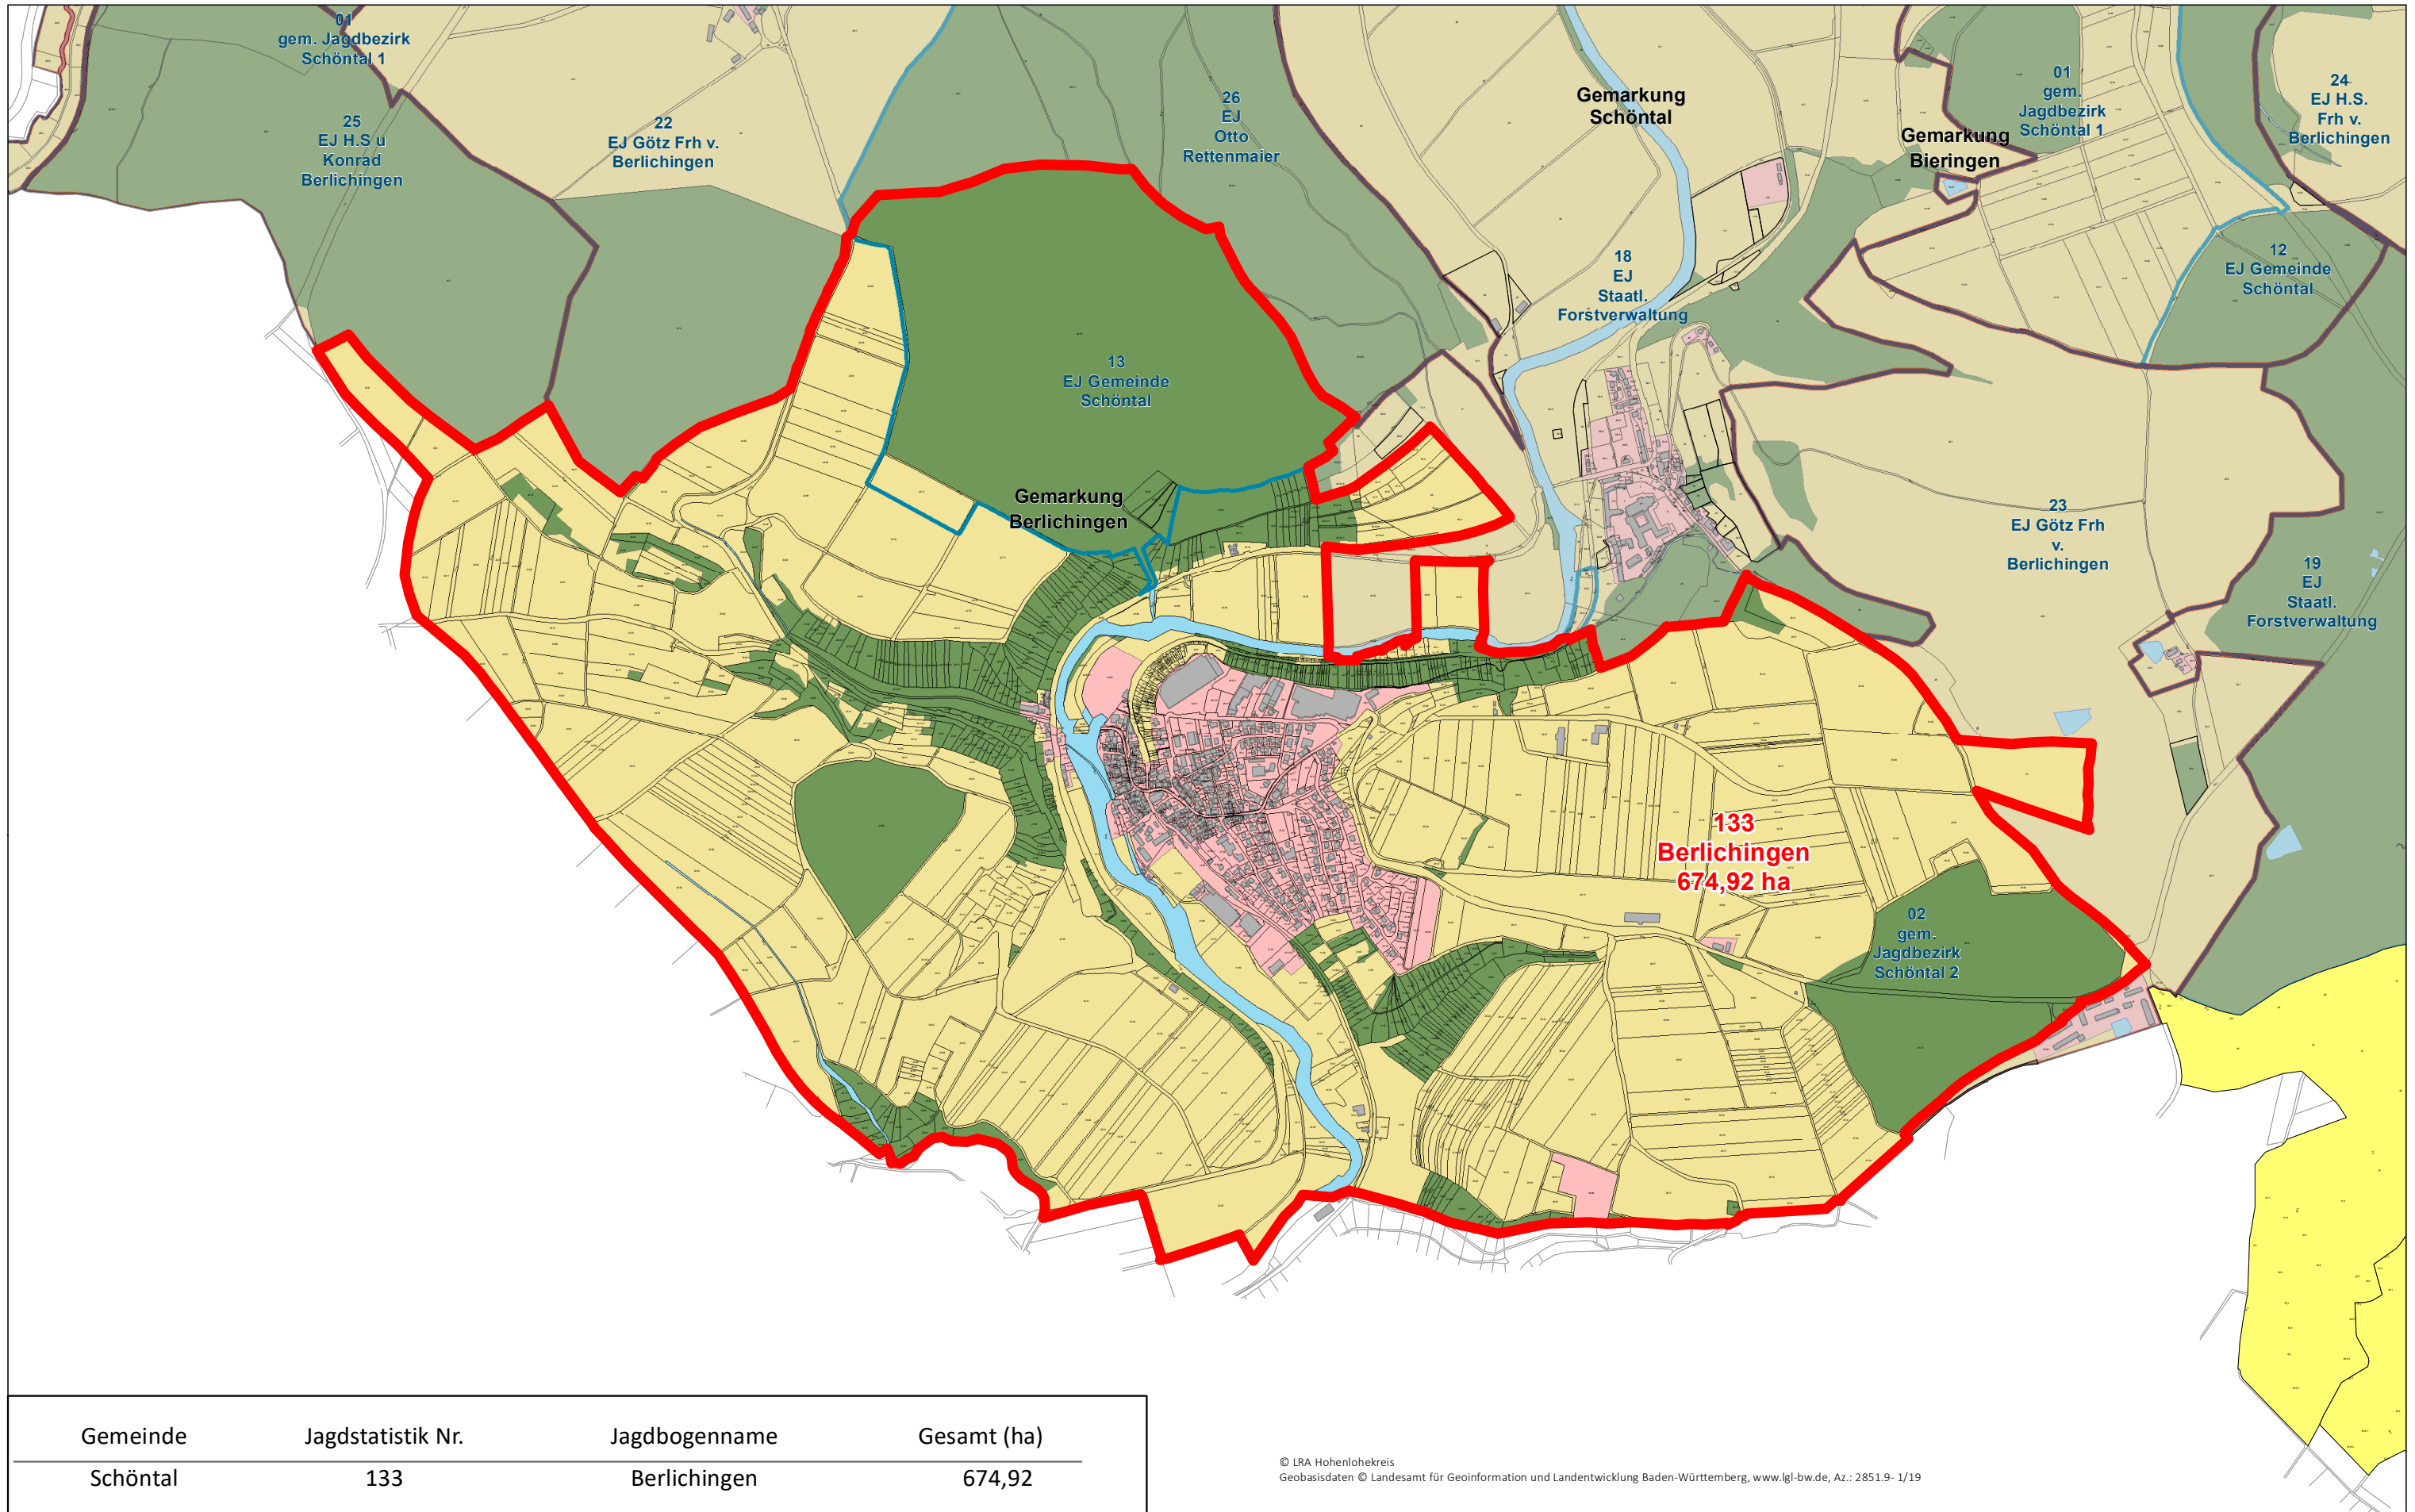 01
gem. Jagdbezirk
Schöntal 1
25
EJ H.S u
Konrad
Berlichingen
22
EJ Götz Frh v.
Berlichingen
26
EJ
Otto
Rettenmaier
Gemarkung
Schöntal
01
gem.
Jagdbezirk
Schöntal 1
Gemarkung
Bieringen
24
EJ H.S.
Frh v.
Berlichingen
18
EJ
Staatl.
Forstverwaltung
12
EJ Gemeinde
Schöntal
13
EJ Gemeinde
Schöntal
Gemarkung
Berlichingen
23
EJ Götz Frh
v.
Berlichingen
19
EJ
Staatl.
Forstverwaltung
133
Berlichingen
674,92 ha
02
gem.
Jagdbezirk
Schöntal 2
Gemeinde Jagdstatistik Nr. Jagdbogenname Gesamt (ha)
Schöntal 133 Berlichingen 674,92
© LRA Hohenlohekreis
Geobasisdaten © Landesamt für Geoinformation und Landentwicklung Baden-Württemberg, www.lgl-bw.de, Az.: 2851.9- 1/19